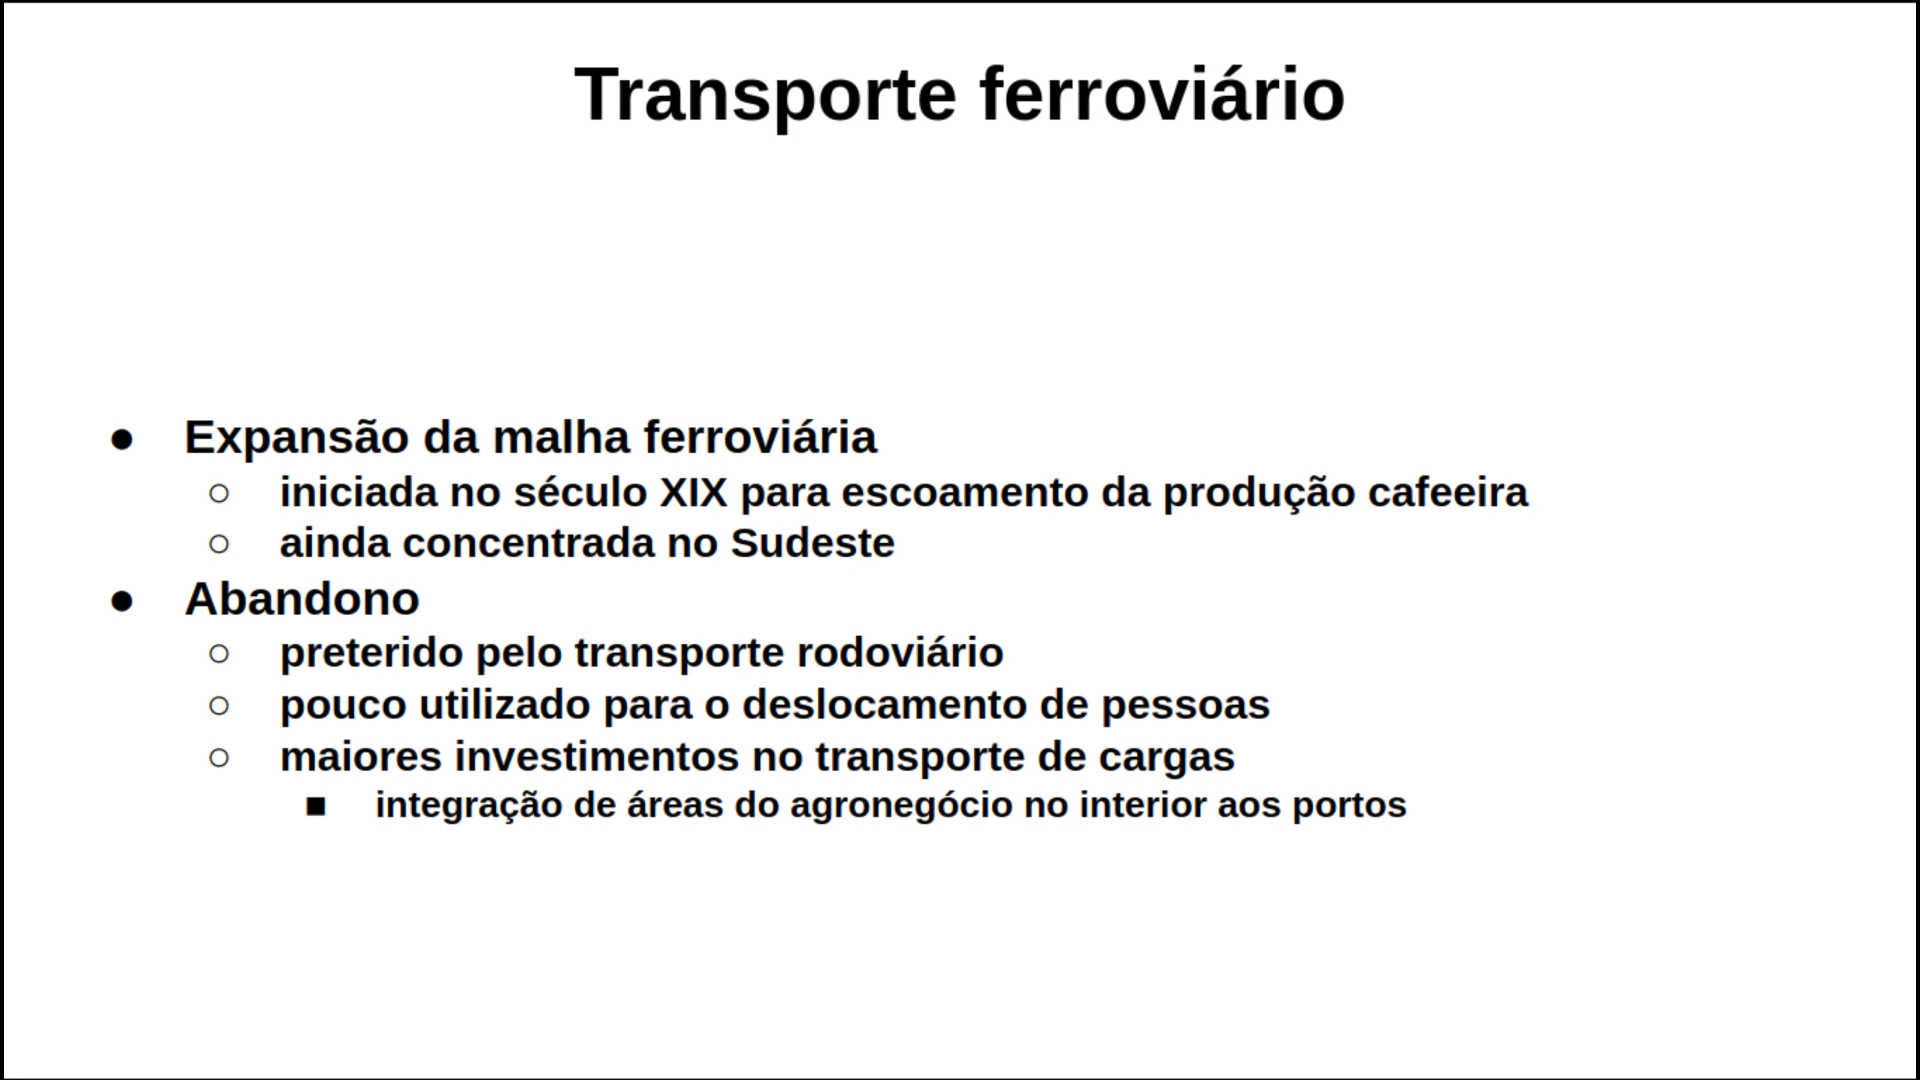 Transporte ferroviário
● Expansão da malha ferroviária
○ iniciada no século XIX para escoamento da produção cafeeira
○ ainda concentrada no Sudeste
● Abandono
○ preterido pelo transporte rodoviário
○ pouco utilizado para o deslocamento de pessoas
○ maiores investimentos no transporte de cargas
■ integração de áreas do agronegócio no interior aos portos